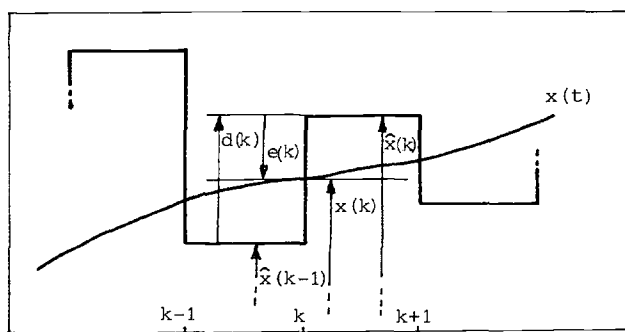 x(t)
d(k)
e(k)
x̂(k)
x(k)
x̂(k-1)
k-1
k
k+1